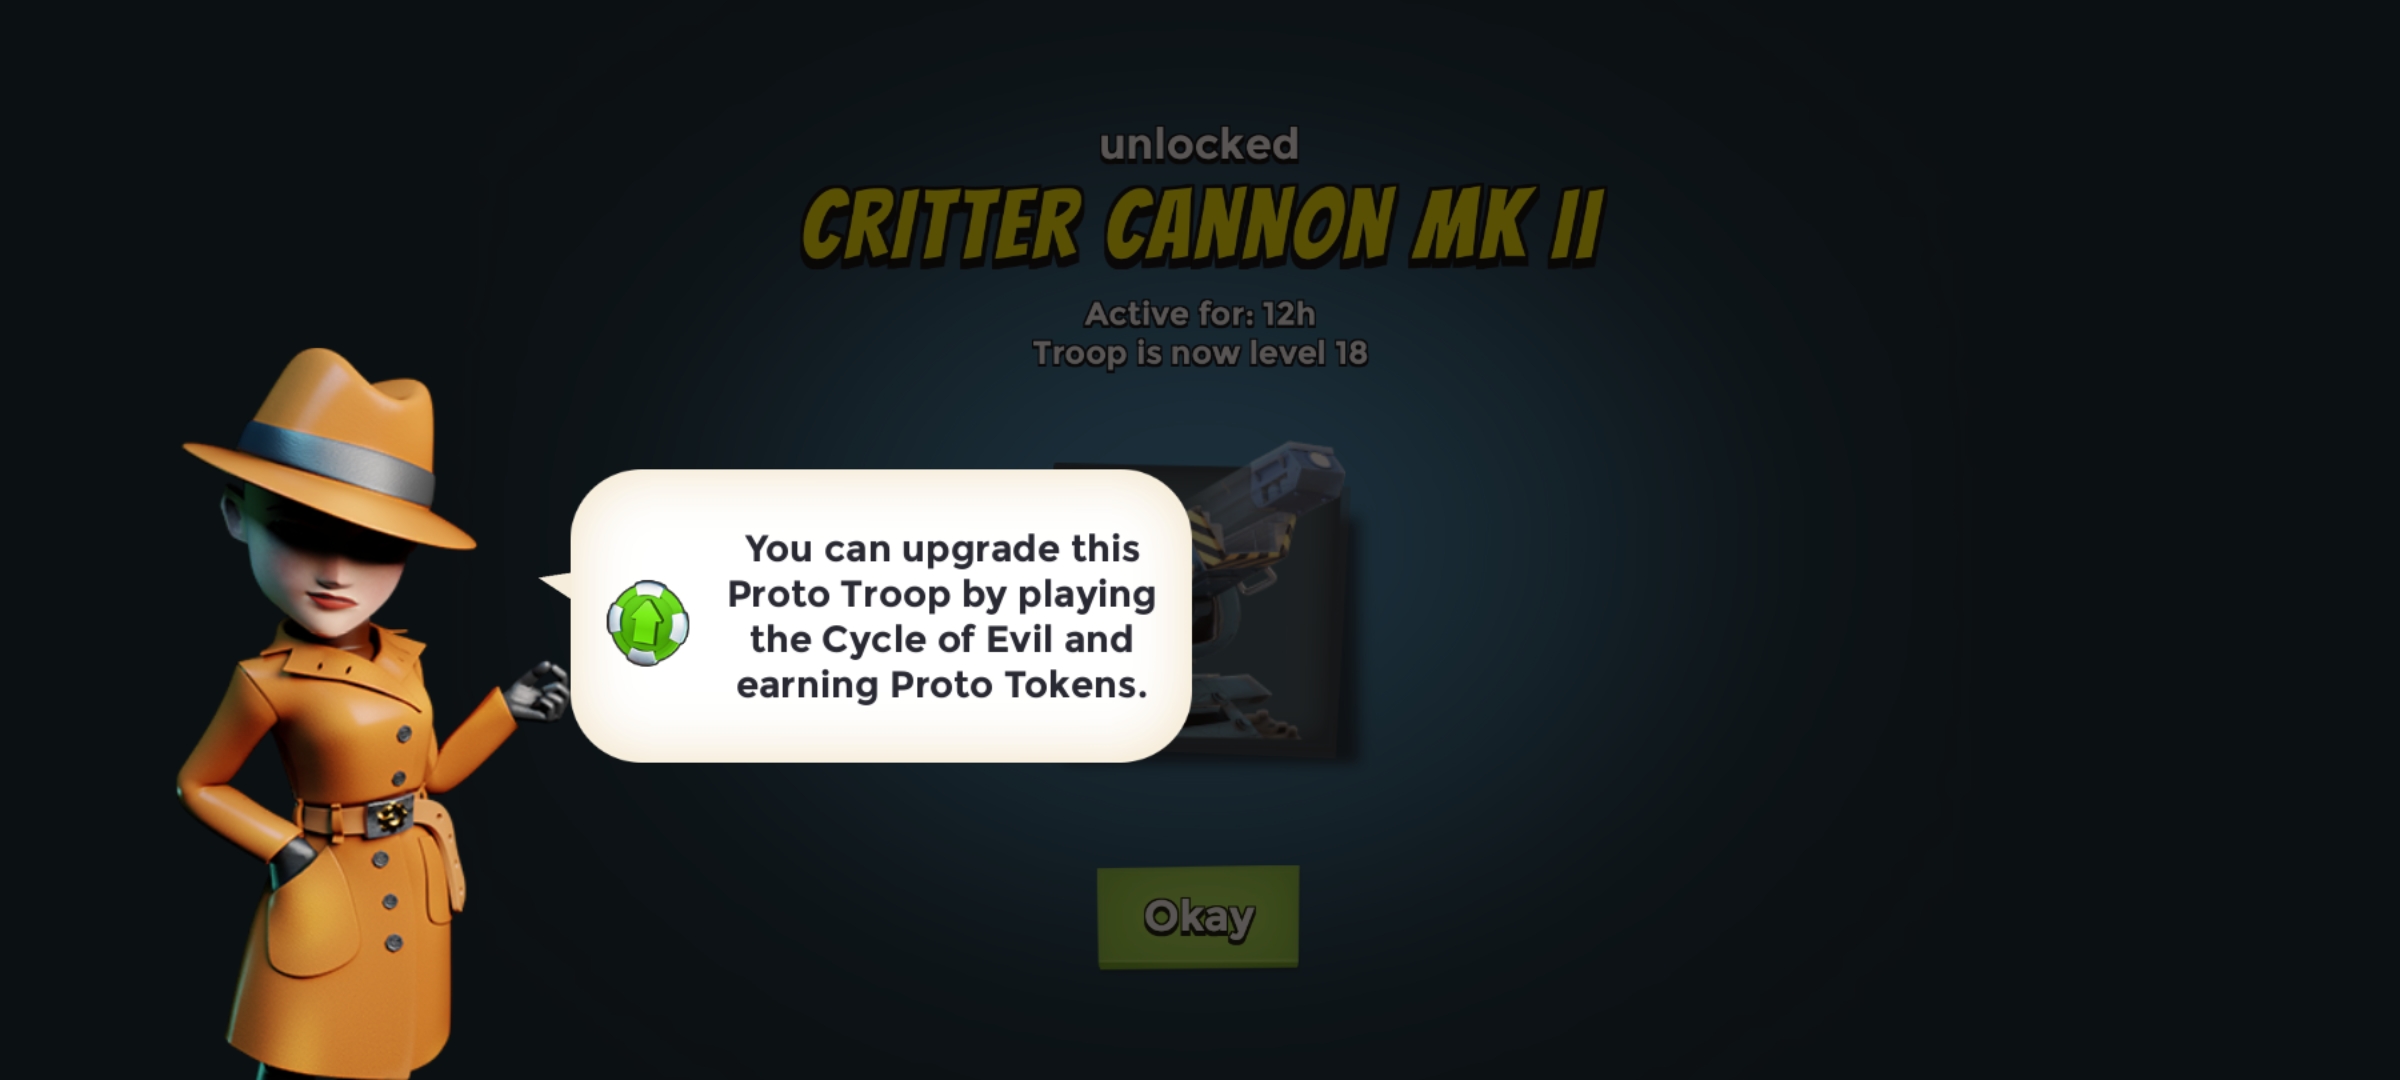 unlocked
CRITTER CANNON MK II
Active for: 12h
Troop is now level 18
You can upgrade this
Proto Troop by playing
the Cycle of Evil and
earning Proto Tokens.
Okay